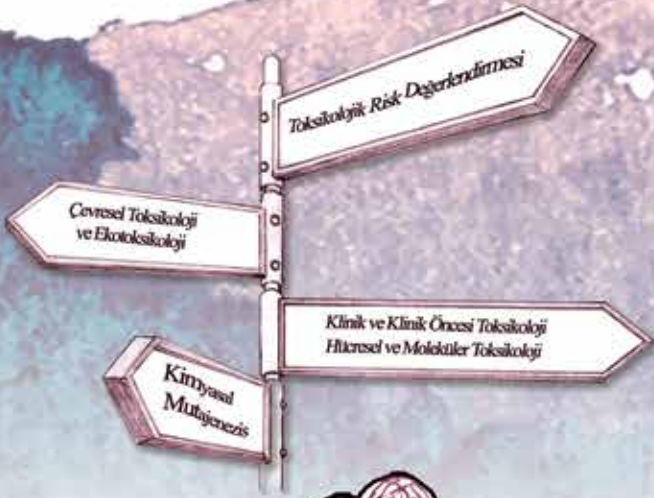 Toksikolojik Risk Değerlendirmesi
Çevresel Toksikoloji
ve Ekotoksikoloji
Klinik ve Klinik Öncesi Toksikoloji
Hücresel ve Moleküler Toksikoloji
Kimyasal
Mutajenezis